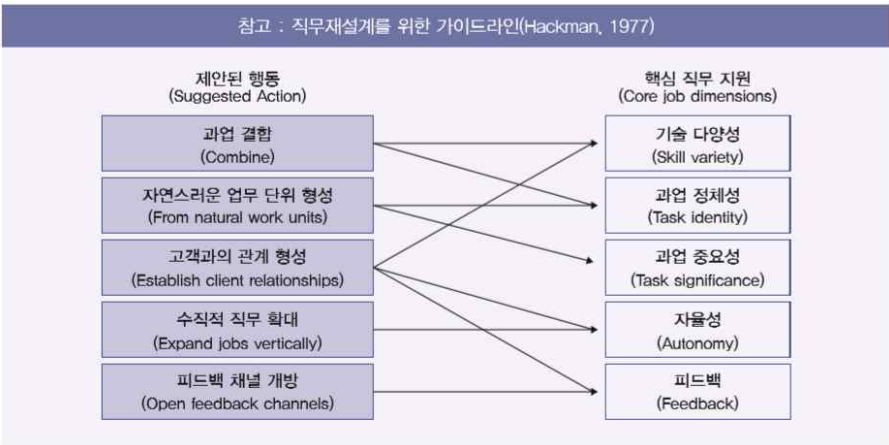 참고 : 직무재설계를 위한 가이드라인(Hackman, 1977)
제안된 행동
(Suggested Action)
핵심 직무 지원
(Core job dimensions)
과업 결합
(Combine)
기술 다양성
(Skill variety)
자연스러운 업무 단위 형성
(From natural work units)
과업 정체성
(Task identity)
고객과의 관계 형성
(Establish client relationships)
과업 중요성
(Task significance)
수직적 직무 확대
(Expand jobs vertically)
자율성
(Autonomy)
피드백 채널 개방
(Open feedback channels)
피드백
(Feedback)